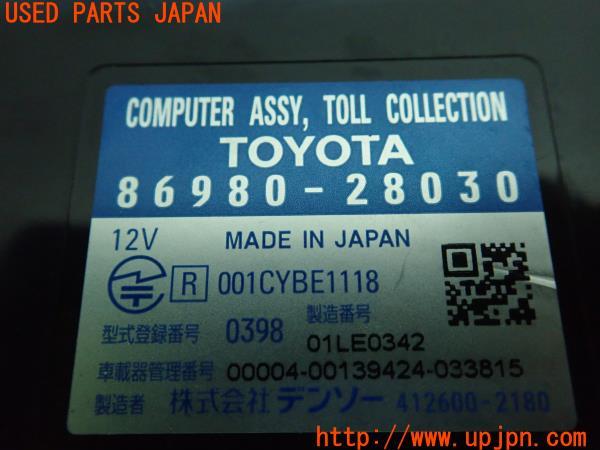 USED PARTS JAPAN
COMPUTER ASSY, TOLL COLLECTION
TOYOTA
86980-28030
12V MADE IN JAPAN
R 001CYBE1118
型式登録番号 0398 製造番号 01LE0342
車載器管理番号 00004-00139424-033815
製造者 株式会社 デンソー 412600-2180
http://www.upjpn.com